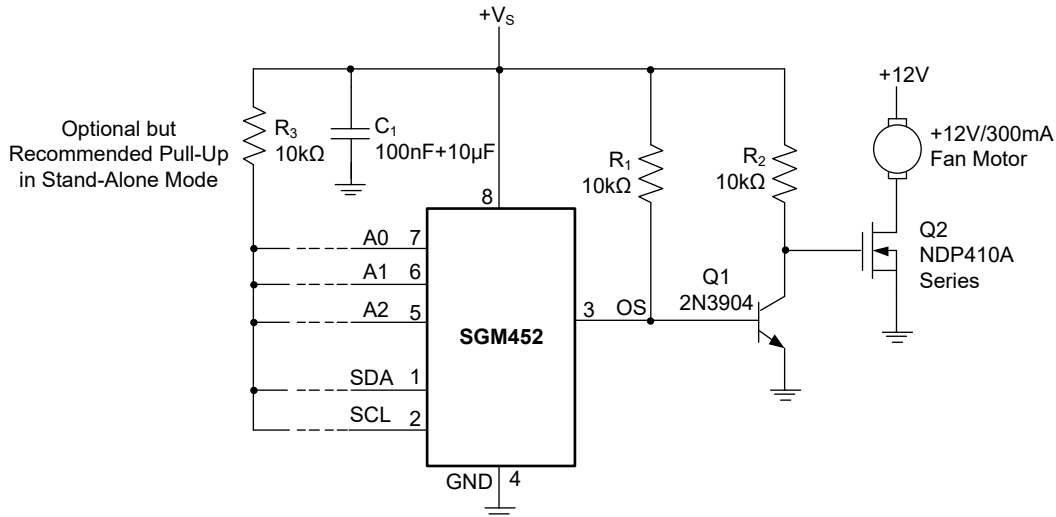 +VS
Optional but
Recommended Pull-Up
in Stand-Alone Mode
R3
10kΩ
C1
100nF+10μF
R1
10kΩ
R2
10kΩ
+12V
+12V/300mA
Fan Motor
8
A0 7
A1 6
A2 5
SDA 1
SCL 2
SGM452
3 OS
GND 4
Q1
2N3904
Q2
NDP410A
Series